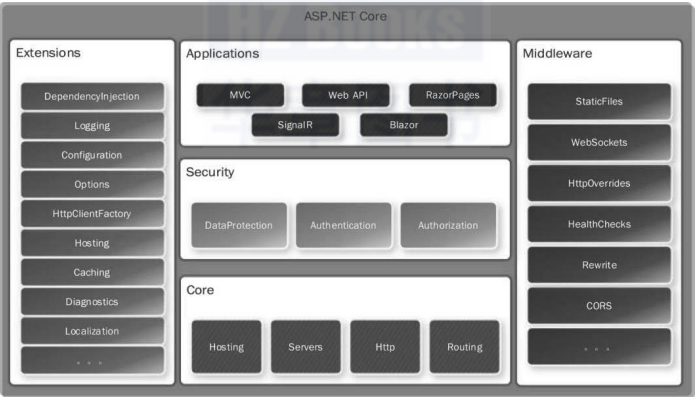 ASP.NET Core
HZ BOOKS
Extensions
DependencyInjection
Logging
Configuration
Options
HttpClientFactory
Hosting
Caching
Diagnostics
Localization
...
Applications
MVC
Web API
RazorPages
SignalR
Blazor
Security
DataProtection
Authentication
Authorization
Core
Hosting
Servers
Http
Routing
Middleware
StaticFiles
WebSockets
HttpOverrides
HealthChecks
Rewrite
CORS
...